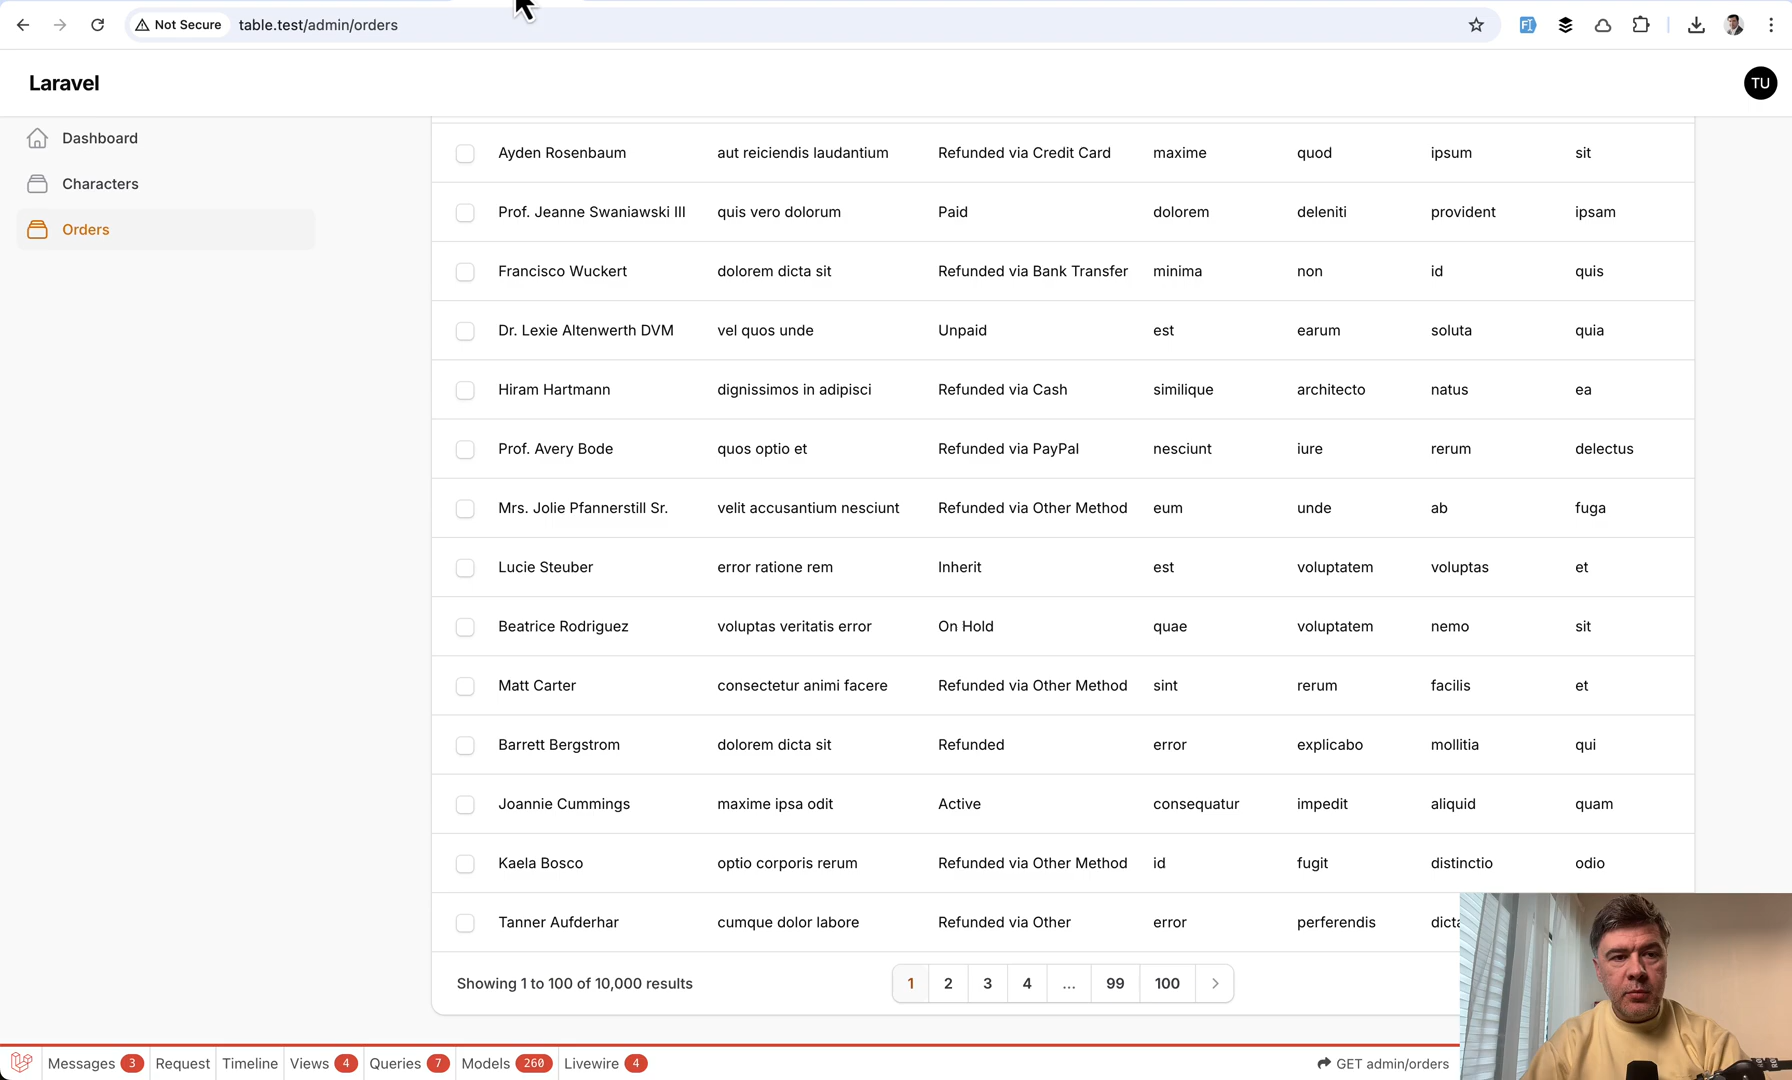 Not Secure table.test/admin/orders
Laravel
TU
Dashboard
Characters
Orders
Ayden Rosenbaum aut reiciendis laudantium Refunded via Credit Card maxime quod ipsum sit
Prof. Jeanne Swaniawski III quis vero dolorum Paid dolorem deleniti provident ipsam
Francisco Wuckert dolorem dicta sit Refunded via Bank Transfer minima non id quis
Dr. Lexie Altenwerth DVM vel quos unde Unpaid est earum soluta quia
Hiram Hartmann dignissimos in adipisci Refunded via Cash similique architecto natus ea
Prof. Avery Bode quos optio et Refunded via PayPal nesciunt iure rerum delectus
Mrs. Jolie Pfannerstill Sr. velit accusantium nesciunt Refunded via Other Method eum unde ab fuga
Lucie Steuber error ratione rem Inherit est voluptatem voluptas et
Beatrice Rodriguez voluptas veritatis error On Hold quae voluptatem nemo sit
Matt Carter consectetur animi facere Refunded via Other Method sint rerum facilis et
Barrett Bergstrom dolorem dicta sit Refunded error explicabo mollitia qui
Joannie Cummings maxime ipsa odit Active consequatur impedit aliquid quam
Kaela Bosco optio corporis rerum Refunded via Other Method id fugit distinctio odio
Tanner Aufderhar cumque dolor labore Refunded via Other error perferendis
Showing 1 to 100 of 10,000 results 1 2 3 4 ... 99 100
Messages 3 Request Timeline Views 4 Queries 7 Models 260 Livewire 4 GET admin/orders